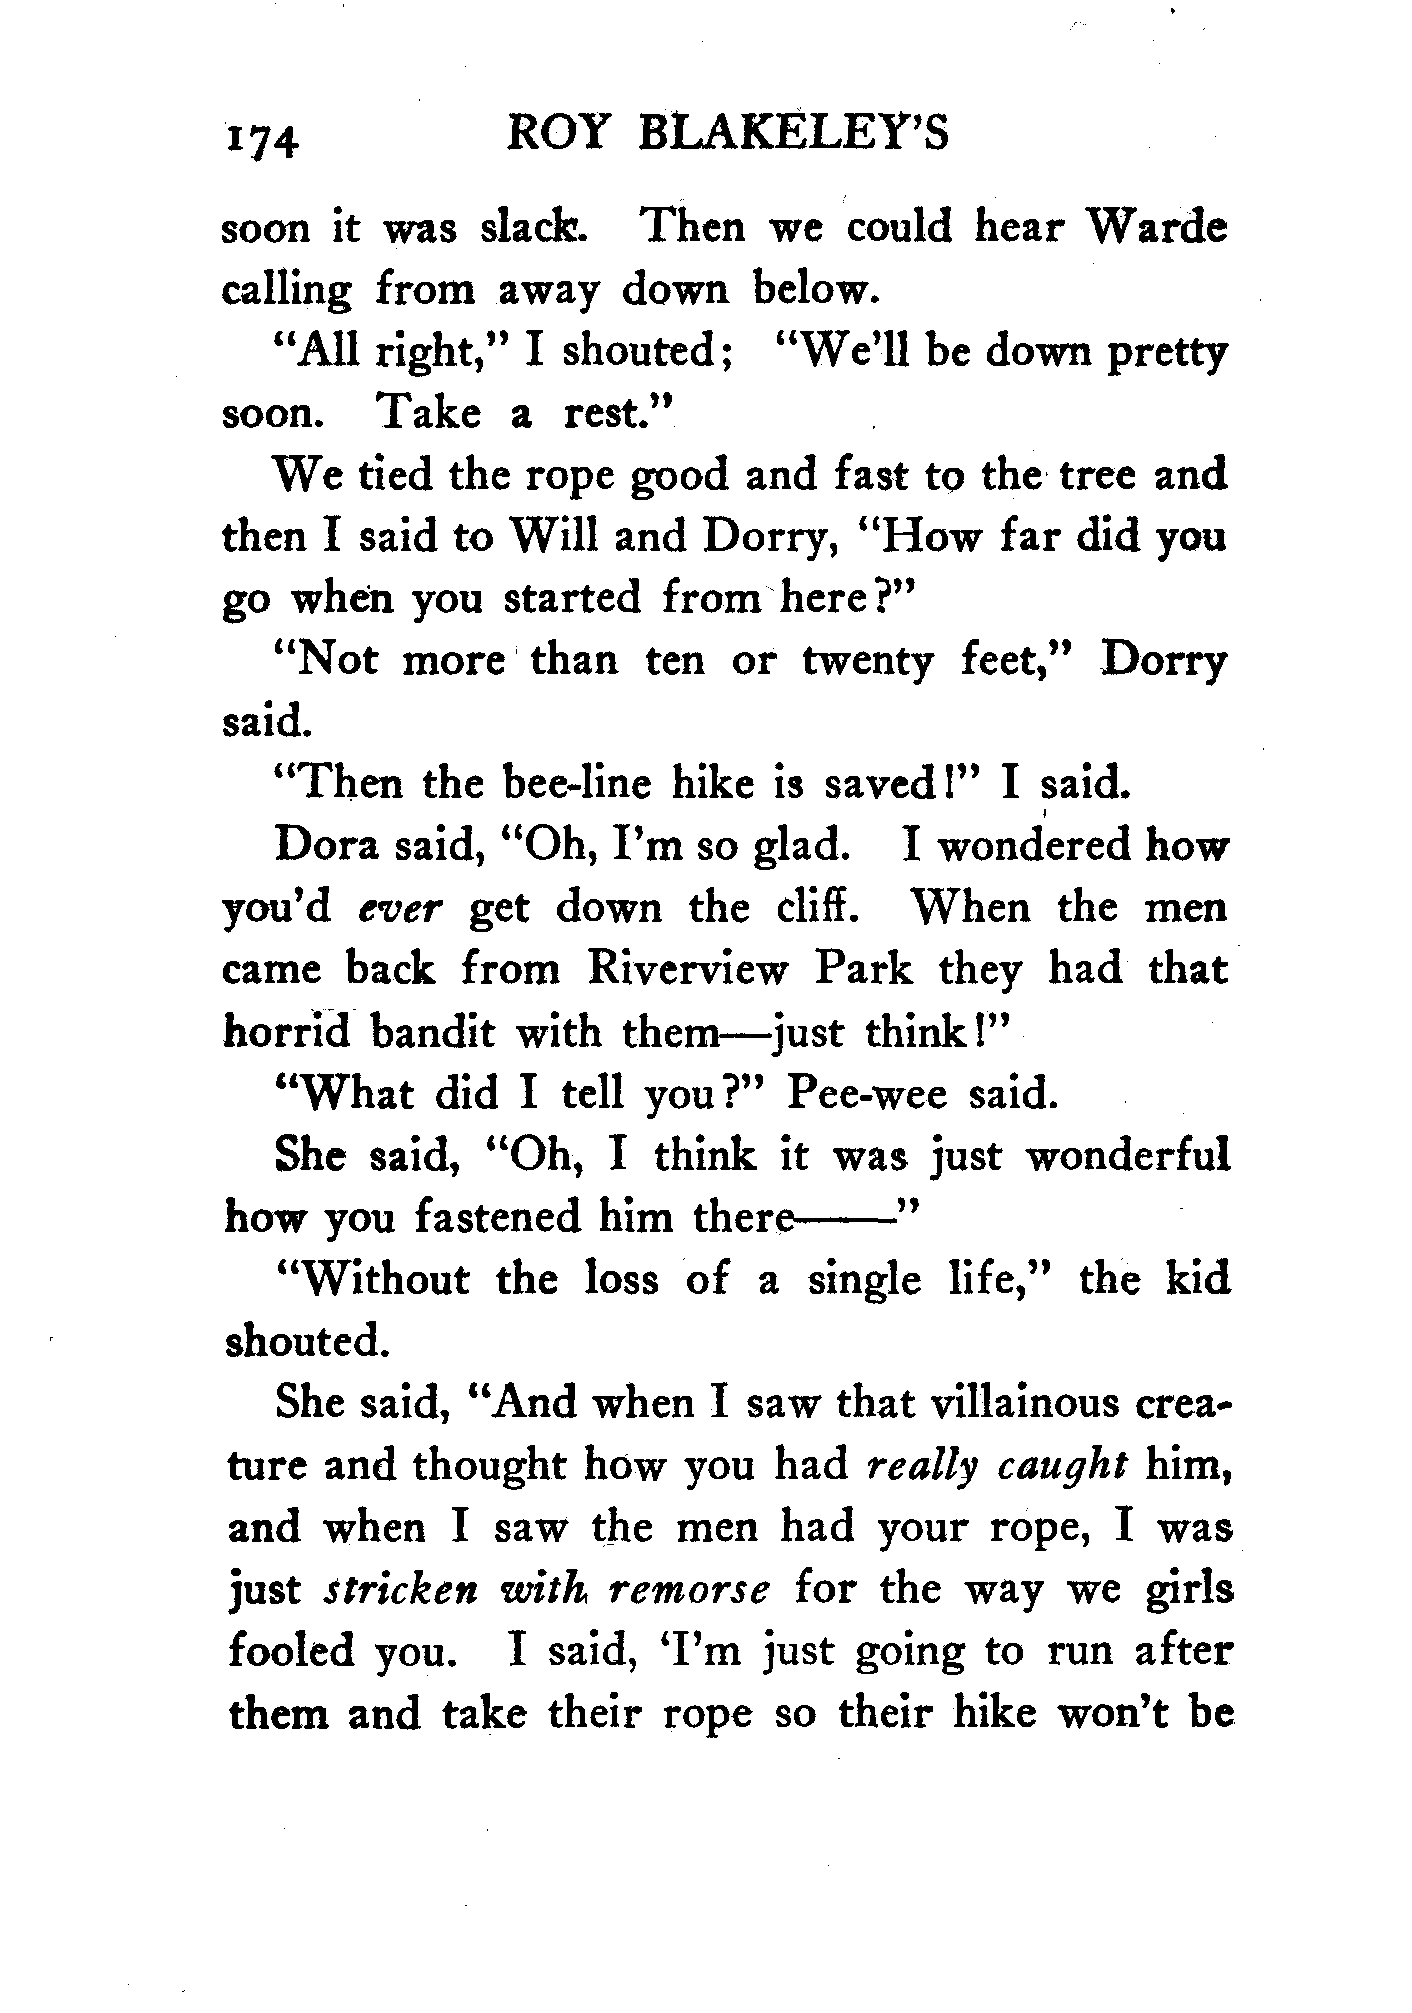 174 ROY BLAKELEY'S
soon it was slack. Then we could hear Warde
calling from away down below.
"All right," I shouted; "We'll be down pretty
soon. Take a rest."
We tied the rope good and fast to the tree and
then I said to Will and Dorry, "How far did you
go when you started from here?"
"Not more than ten or twenty feet," Dorry
said.
"Then the bee-line hike is saved!" I said.
Dora said, "Oh, I'm so glad. I wondered how
you'd ever get down the cliff. When the men
came back from Riverview Park they had that
horrid bandit with them—just think!"
"What did I tell you?" Pee-wee said.
She said, "Oh, I think it was just wonderful
how you fastened him there——"
"Without the loss of a single life," the kid
shouted.
She said, "And when I saw that villainous crea-
ture and thought how you had really caught him,
and when I saw the men had your rope, I was
just stricken with remorse for the way we girls
fooled you. I said, 'I'm just going to run after
them and take their rope so their hike won't be